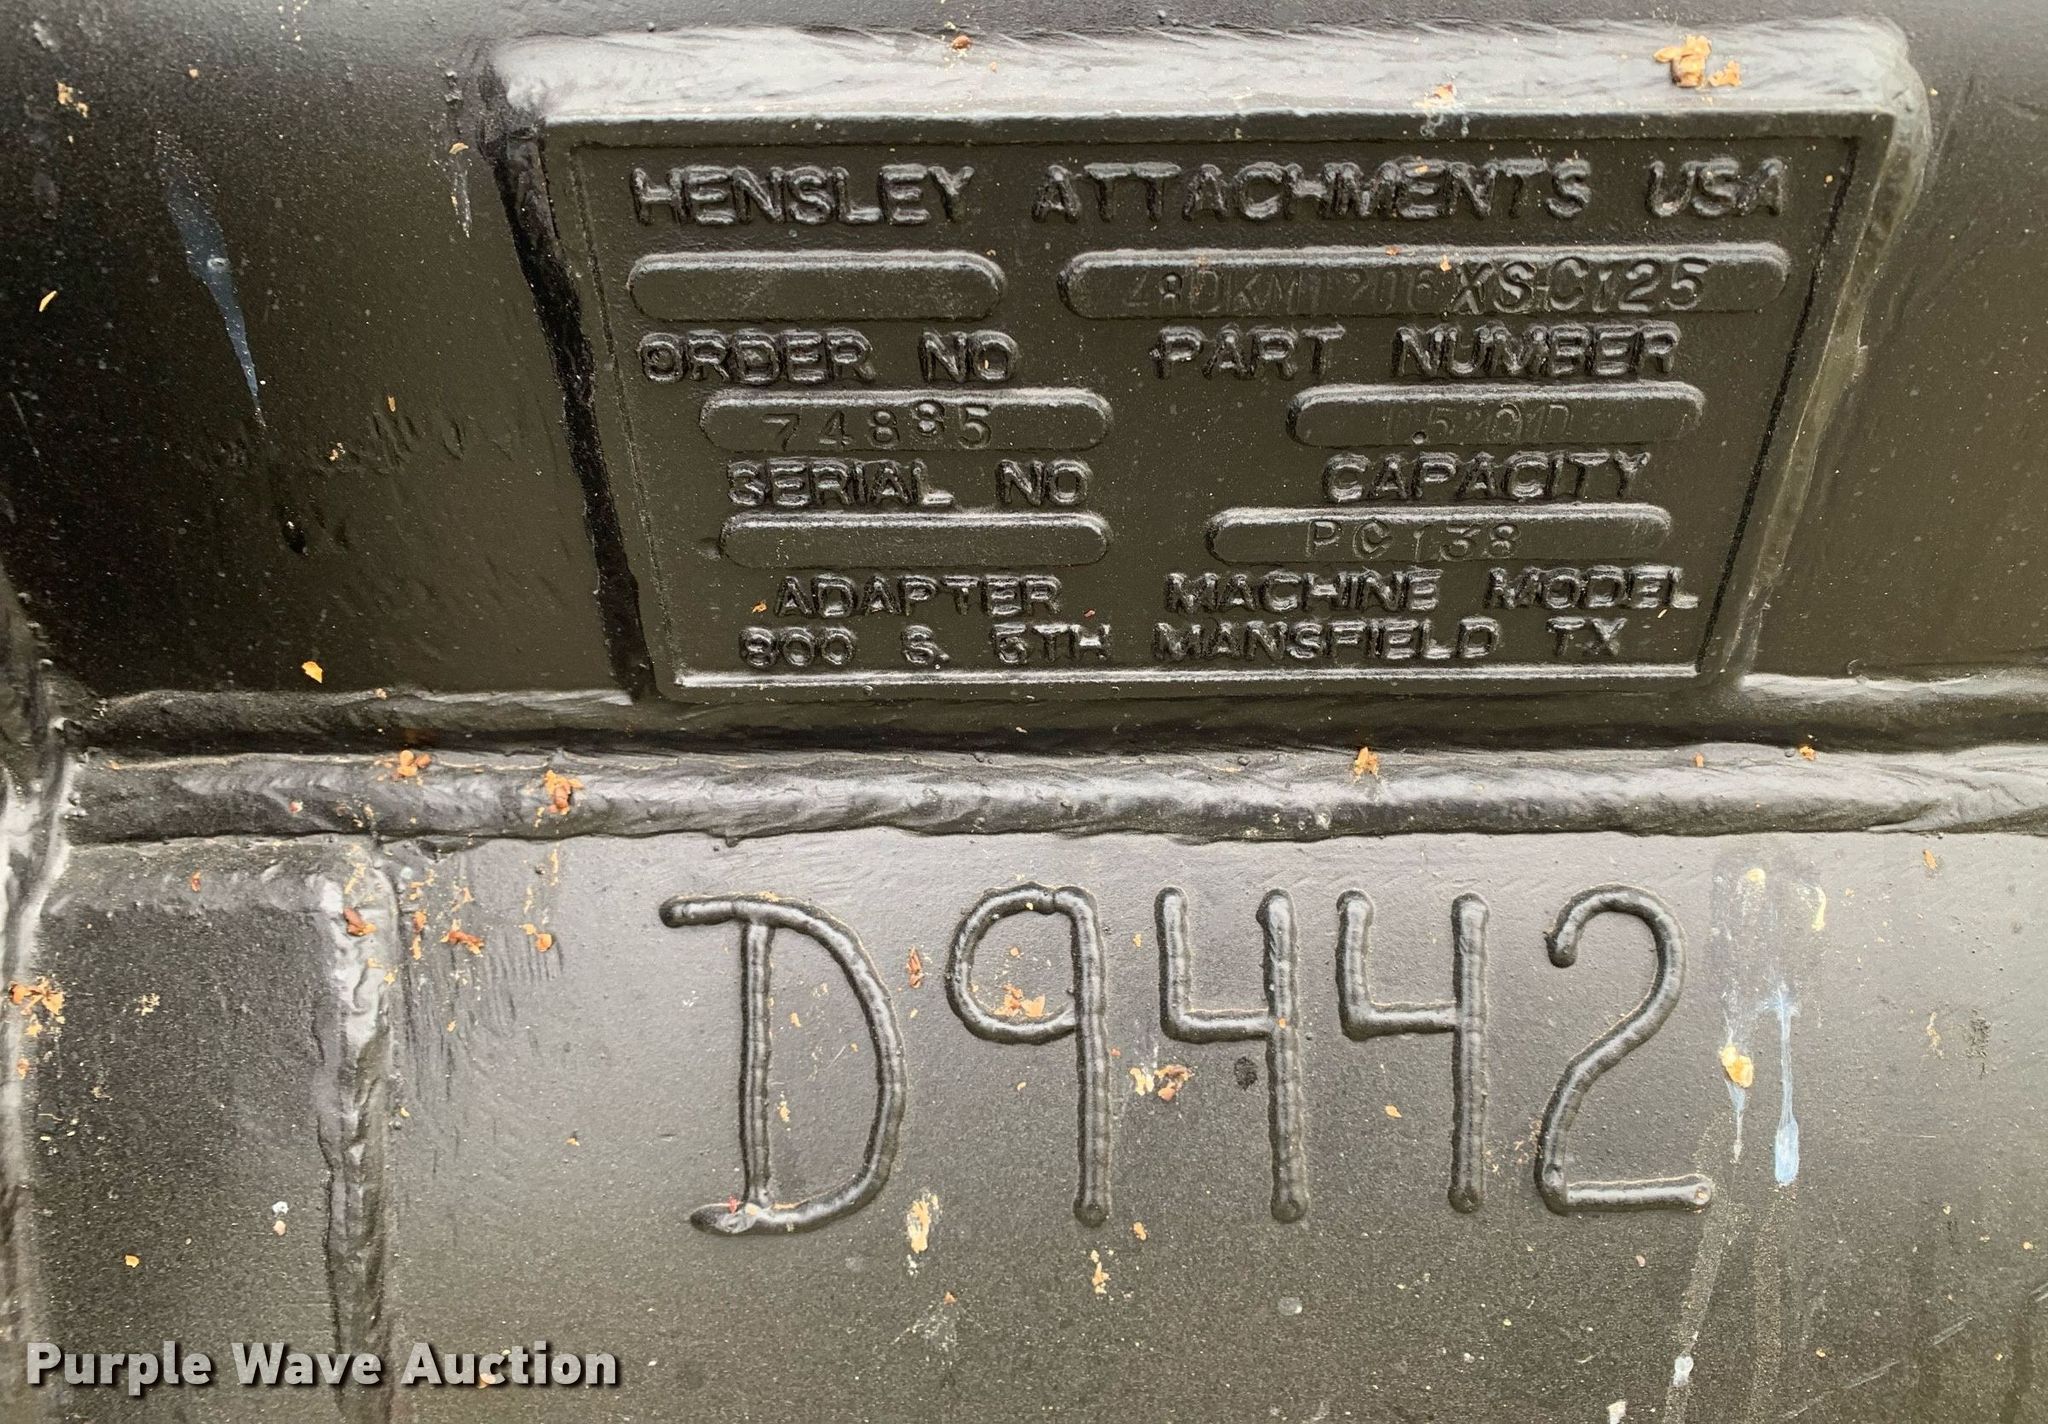 HENSLEY ATTACHMENTS USA
48DKM1216XSC125
ORDER NO PART NUMBER
74885
SERIAL NO CAPACITY
PC138
ADAPTER MACHINE MODEL
800 S. 5TH MANSFIELD TX
D9442
Purple Wave Auction